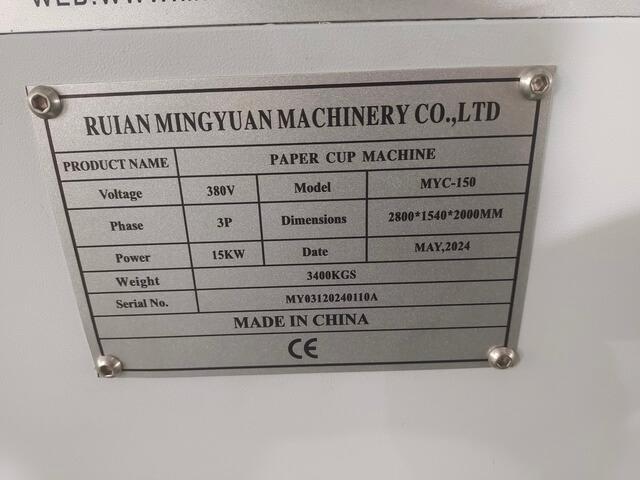 RUIAN MINGYUAN MACHINERY CO.,LTD
PRODUCT NAME PAPER CUP MACHINE
Voltage 380V Model MYC-150
Phase 3P Dimensions 2800*1540*2000MM
Power 15KW Date MAY,2024
Weight 3400KGS
Serial No. MY03120240110A
MADE IN CHINA
CE